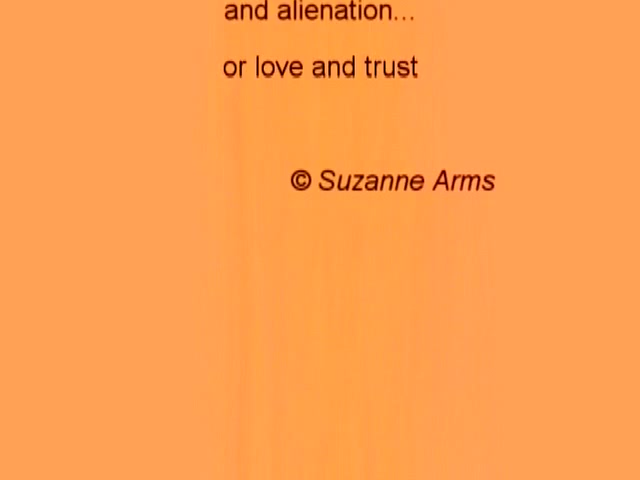 and alienation...
or love and trust
© Suzanne Arms